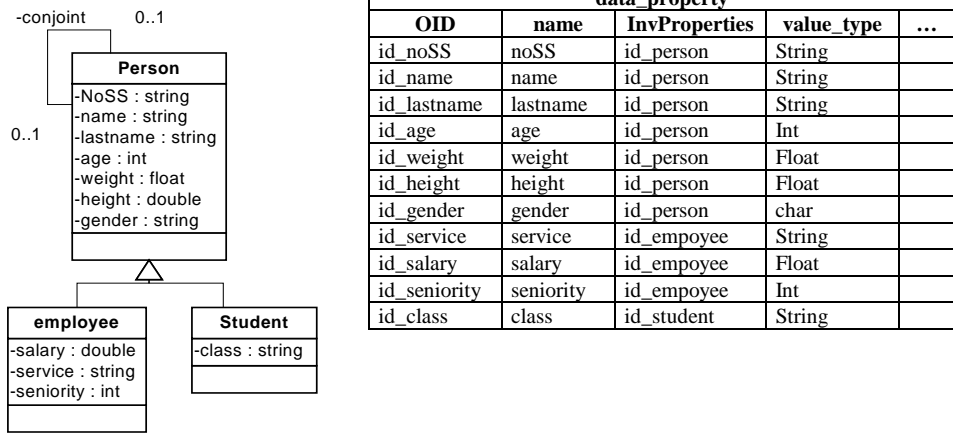 -conjoint 0..1
Person
-NoSS : string
-name : string
-lastname : string
-age : int
-weight : float
-height : double
-gender : string
0..1
employee
-salary : double
-service : string
-seniority : int
Student
-class : string
data_property
OID name InvProperties value_type ...
id_noSS noSS id_person String
id_name name id_person String
id_lastname lastname id_person String
id_age age id_person Int
id_weight weight id_person Float
id_height height id_person Float
id_gender gender id_person char
id_service service id_empoyee String
id_salary salary id_empoyee Float
id_seniority seniority id_empoyee Int
id_class class id_student String